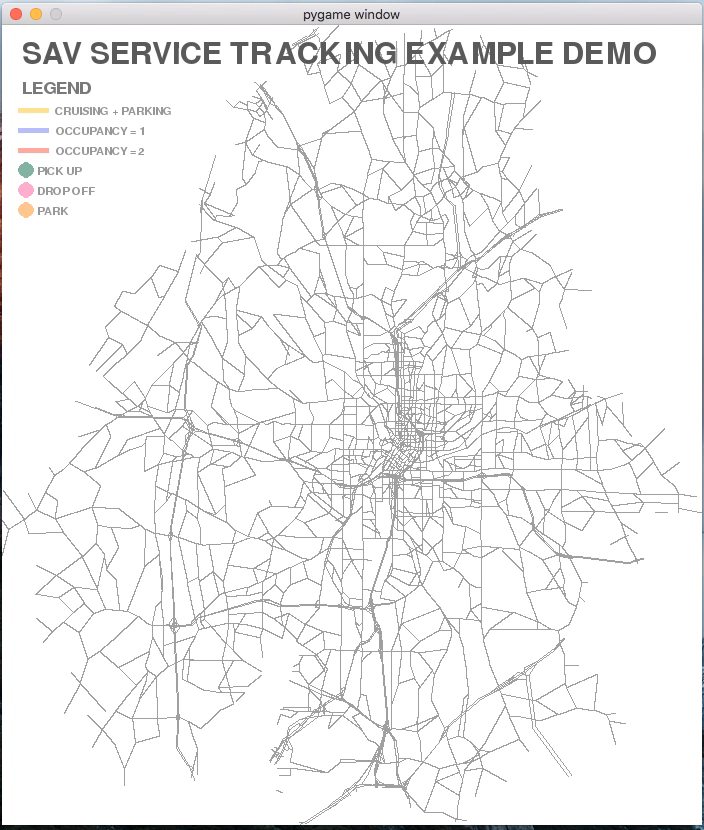 pygame window
SAV SERVICE TRACKING EXAMPLE DEMO
LEGEND
CRUISING + PARKING
OCCUPANCY = 1
OCCUPANCY = 2
PICK UP
DROP OFF
PARK